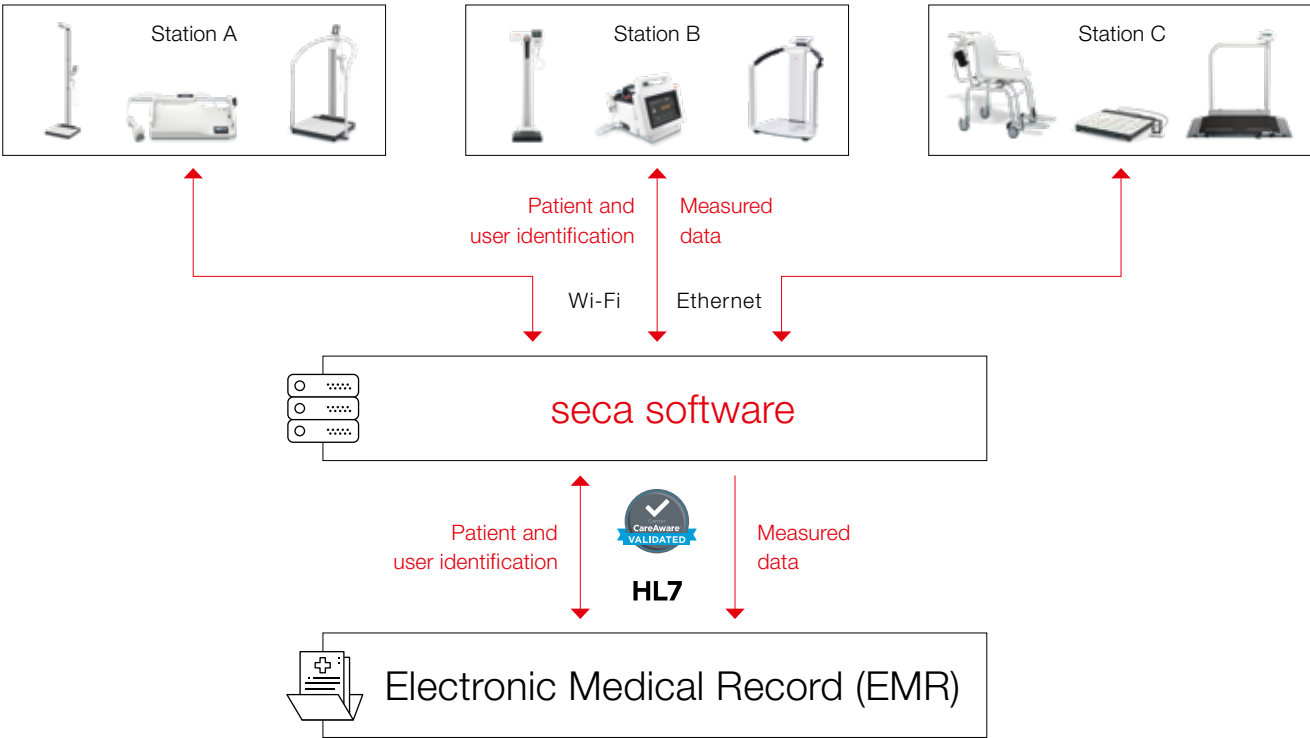 Station A
Station B
Station C
Patient and
user identification
Measured
data
Wi-Fi
Ethernet
seca software
Patient and
user identification
Cerner
CareAware
VALIDATED
HL7
Measured
data
Electronic Medical Record (EMR)